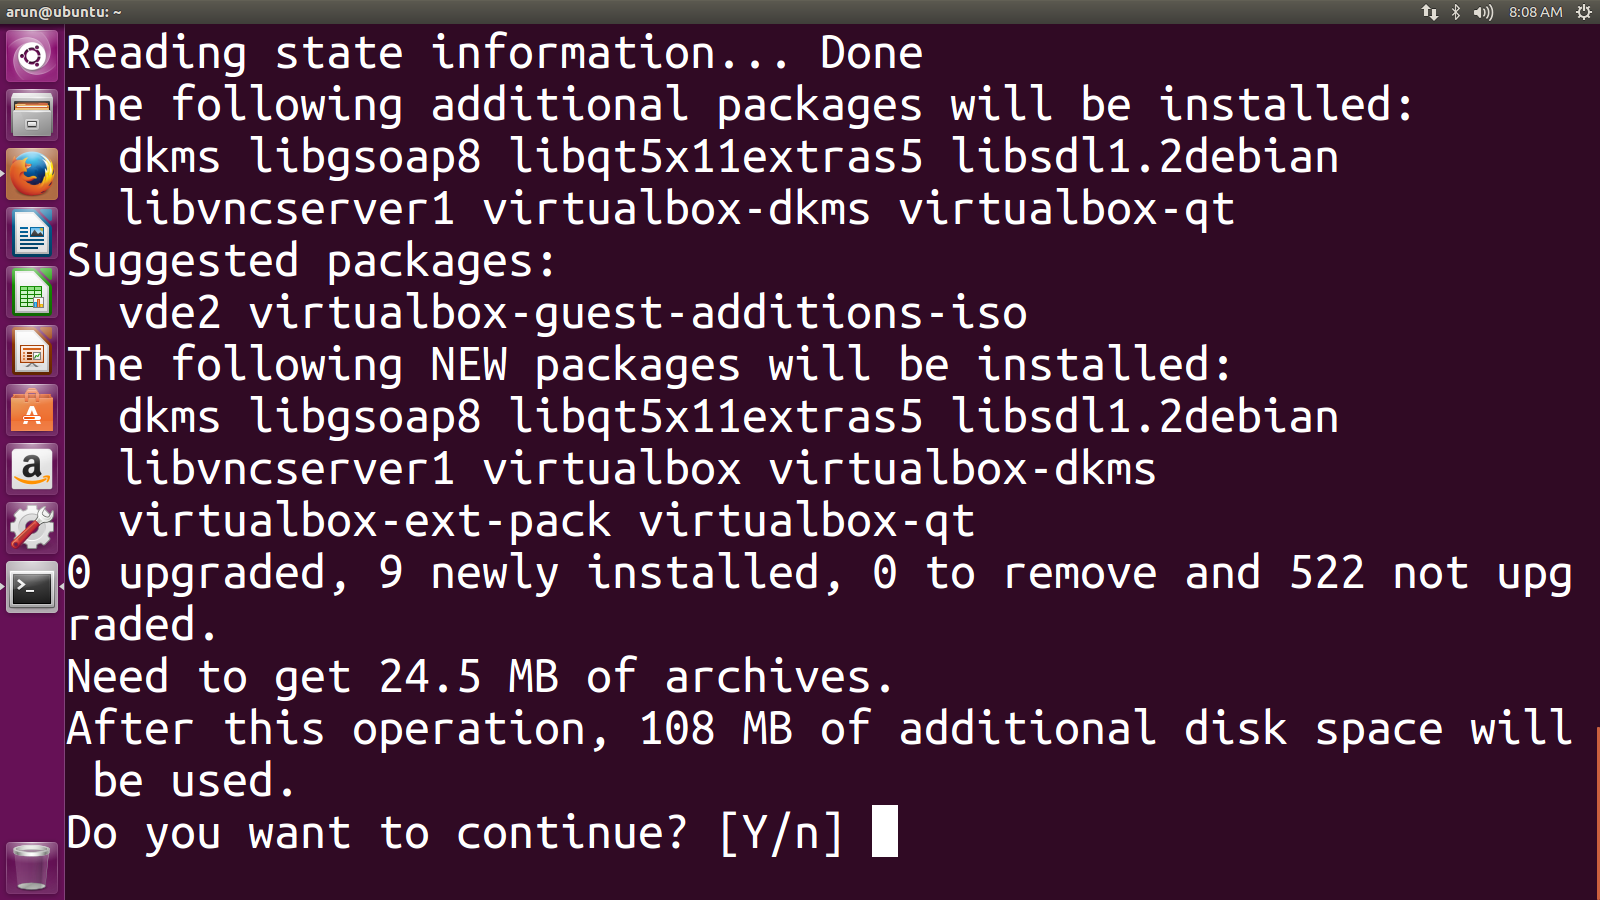 arun@ubuntu: ~
8:08 AM
Reading state information... Done
The following additional packages will be installed:
  dkms libgsoap8 libqt5x11extras5 libsdl1.2debian
  libvncserver1 virtualbox-dkms virtualbox-qt
Suggested packages:
  vde2 virtualbox-guest-additions-iso
The following NEW packages will be installed:
  dkms libgsoap8 libqt5x11extras5 libsdl1.2debian
  libvncserver1 virtualbox virtualbox-dkms
  virtualbox-ext-pack virtualbox-qt
0 upgraded, 9 newly installed, 0 to remove and 522 not upg
raded.
Need to get 24.5 MB of archives.
After this operation, 108 MB of additional disk space will
 be used.
Do you want to continue? [Y/n]